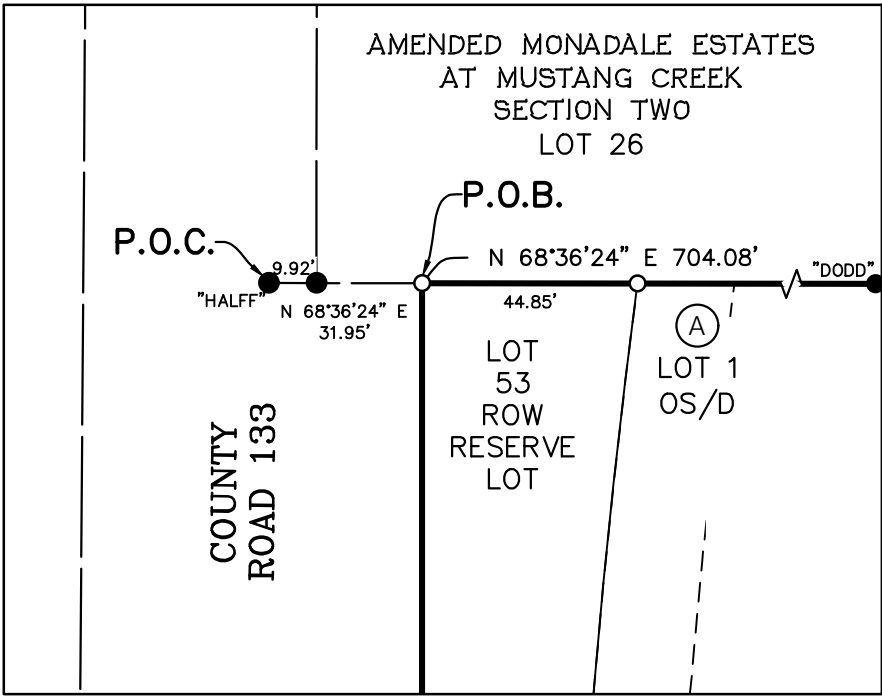 AMENDED MONADALE ESTATES
AT MUSTANG CREEK
SECTION TWO
LOT 26
P.O.B.
P.O.C.
9.92'
"HALFF"
N 68°36'24" E
31.95'
N 68°36'24" E 704.08'
"DODD"
44.85'
A
LOT 1
OS/D
LOT
53
ROW
RESERVE
LOT
COUNTY
ROAD 133